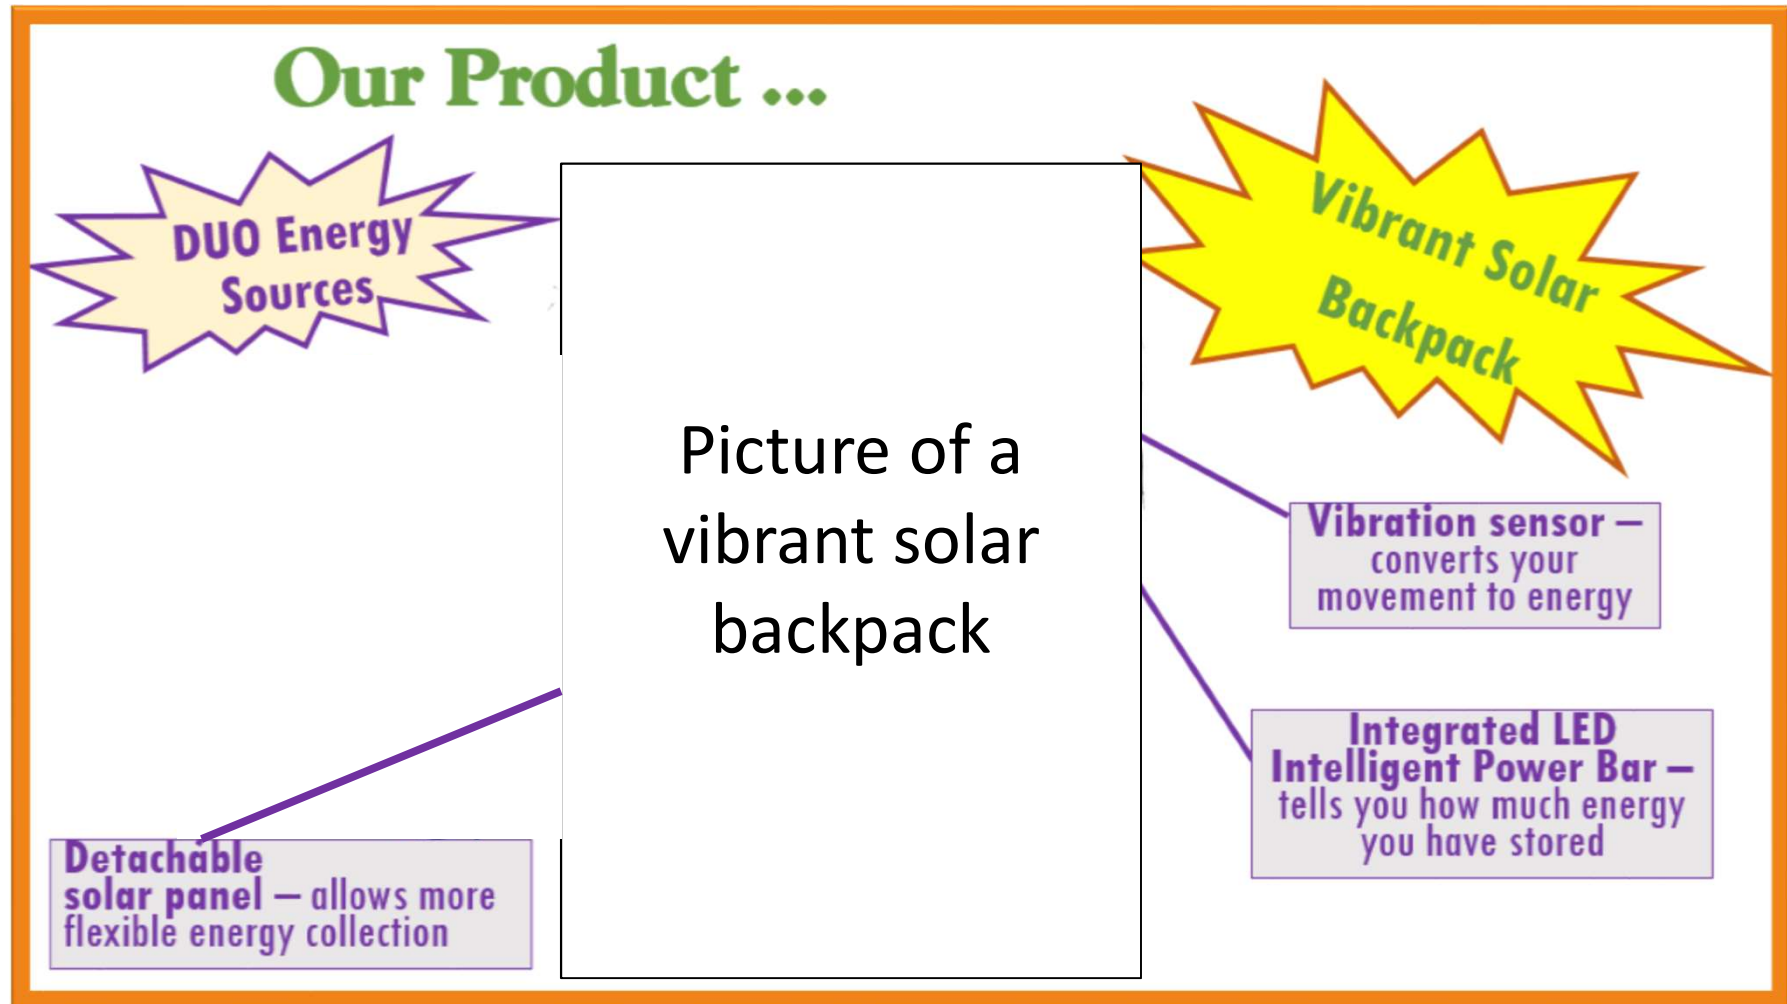 Our Product ...
DUO Energy
Sources
Vibrant Solar
Backpack
Picture of a
vibrant solar
backpack
Vibration sensor –
converts your
movement to energy
Integrated LED
Intelligent Power Bar –
tells you how much energy
you have stored
Detachable
solar panel – allows more
flexible energy collection